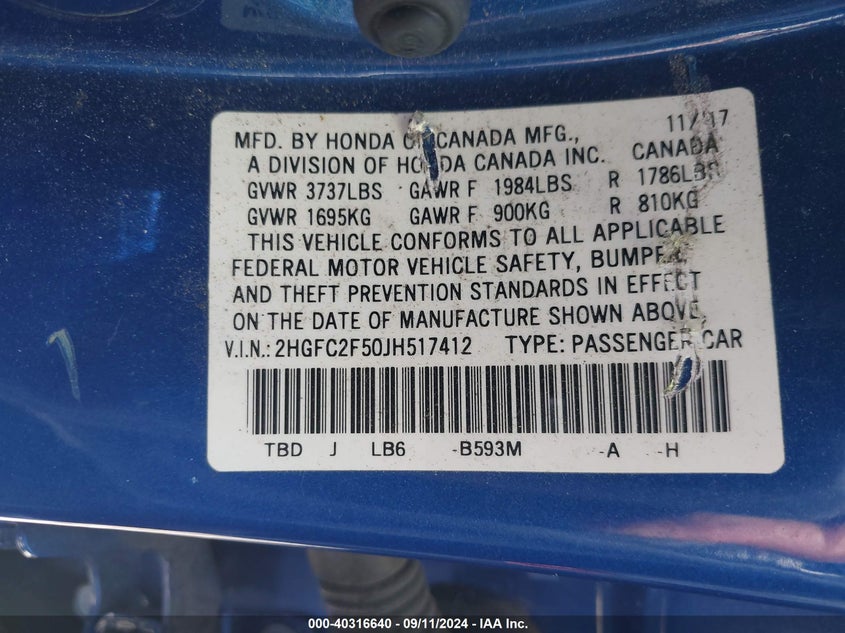 11/17
MFD. BY HONDA OF CANADA MFG.,
A DIVISION OF HONDA CANADA INC. CANADA
GVWR 3737LBS GAWR F 1984LBS R 1786LBS
GVWR 1695KG GAWR F 900KG R 810KG
THIS VEHICLE CONFORMS TO ALL APPLICABLE
FEDERAL MOTOR VEHICLE SAFETY, BUMPER,
AND THEFT PREVENTION STANDARDS IN EFFECT
ON THE DATE OF MANUFACTURE SHOWN ABOVE.
V.I.N.: 2HGFC2F50JH517412 TYPE: PASSENGER CAR
TBD J LB6 -B593M -A -H
000-40316640 - 09/11/2024 - IAA Inc.